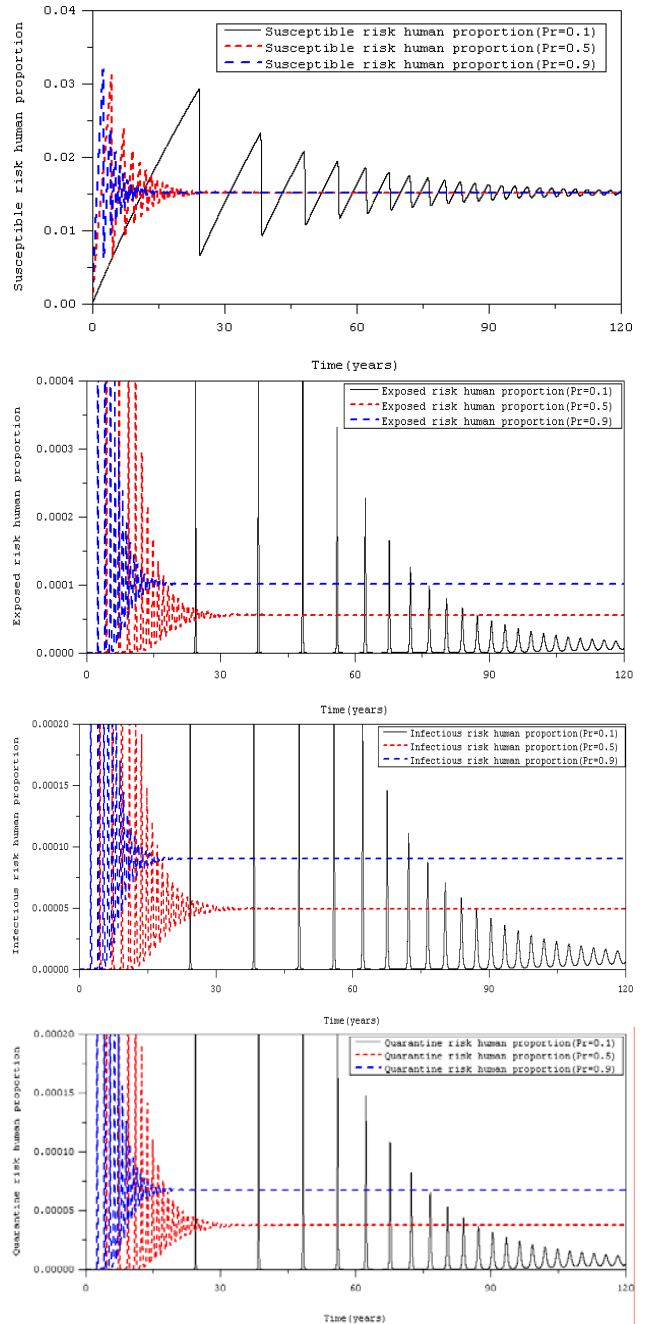 Susceptible risk human proportion
0.04
0.03
0.02
0.01
0.00
Susceptible risk human proportion(Pr=0.1)
Susceptible risk human proportion(Pr=0.5)
Susceptible risk human proportion(Pr=0.9)
0 30 60 90 120
Time(years)
Exposed risk human proportion
0.0004
0.0003
0.0002
0.0001
0.0000
Exposed risk human proportion(Pr=0.1)
Exposed risk human proportion(Pr=0.5)
Exposed risk human proportion(Pr=0.9)
0 15 30 45 60 75 90 105 120
Time(years)
Infectious risk human proportion
0.00020
0.00015
0.00010
0.00005
0.00000
Infectious risk human proportion(Pr=0.1)
Infectious risk human proportion(Pr=0.5)
Infectious risk human proportion(Pr=0.9)
0 30 60 90 120
Time(years)
Quarantine risk human proportion
0.00020
0.00015
0.00010
0.00005
0.00000
Quarantine risk human proportion(Pr=0.1)
Quarantine risk human proportion(Pr=0.5)
Quarantine risk human proportion(Pr=0.9)
0 30 60 90 120
Time(years)